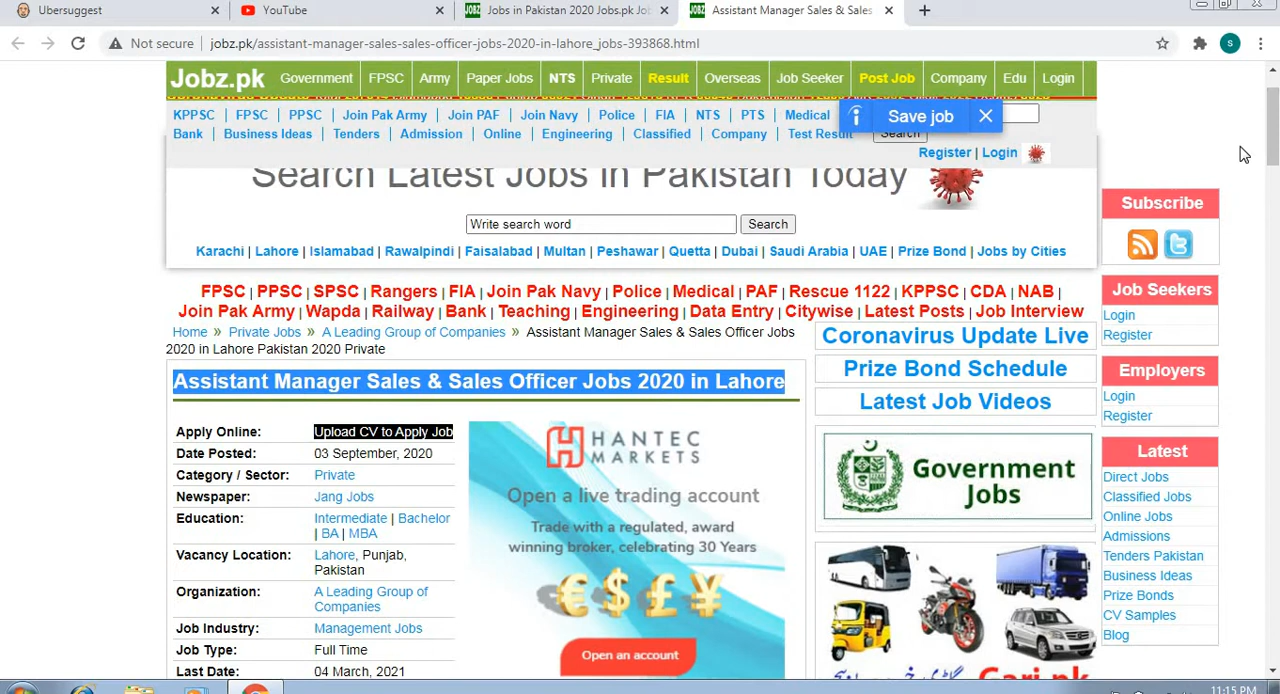 Ubersuggest
YouTube
JOBZ Jobs in Pakistan 2020 Jobs.pk Job
JOBZ Assistant Manager Sales & Sales
Not secure jobz.pk/assistant-manager-sales-sales-officer-jobs-2020-in-lahore_jobs-393868.html
S
Jobz.pk Government FPSC Army Paper Jobs NTS Private Result Overseas Job Seeker Post Job Company Edu Login
KPPSC | FPSC | PPSC | Join Pak Army | Join PAF | Join Navy | Police | FIA | NTS | PTS | Medical
Save job
Bank | Business Ideas | Tenders | Admission | Online | Engineering | Classified | Company | Test Result
Search
Register | Login
Search Latest Jobs in Pakistan Today
Write search word Search
Karachi | Lahore | Islamabad | Rawalpindi | Faisalabad | Multan | Peshawar | Quetta | Dubai | Saudi Arabia | UAE | Prize Bond | Jobs by Cities
FPSC | PPSC | SPSC | Rangers | FIA | Join Pak Navy | Police | Medical | PAF | Rescue 1122 | KPPSC | CDA | NAB |
Join Pak Army | Wapda | Railway | Bank | Teaching | Engineering | Data Entry | Citywise | Latest Posts | Job Interview
Home » Private Jobs » A Leading Group of Companies » Assistant Manager Sales & Sales Officer Jobs
2020 in Lahore Pakistan 2020 Private
Assistant Manager Sales & Sales Officer Jobs 2020 in Lahore
Apply Online: Upload CV to Apply Job
Date Posted: 03 September, 2020
Category / Sector: Private
Newspaper: Jang Jobs
Education: Intermediate | Bachelor
| BA | MBA
Vacancy Location: Lahore, Punjab,
Pakistan
Organization: A Leading Group of
Companies
Job Industry: Management Jobs
Job Type: Full Time
Last Date: 04 March, 2021
HANTEC
MARKETS
Open a live trading account
Trade with a regulated, award
winning broker, celebrating 30 Years
€ $ £ ¥
Open an account
Coronavirus Update Live
Prize Bond Schedule
Latest Job Videos
Government
Jobs
Gari.pk
Subscribe
Job Seekers
Login
Register
Employers
Login
Register
Latest
Direct Jobs
Classified Jobs
Online Jobs
Admissions
Tenders Pakistan
Business Ideas
Prize Bonds
CV Samples
Blog
11:15 PM